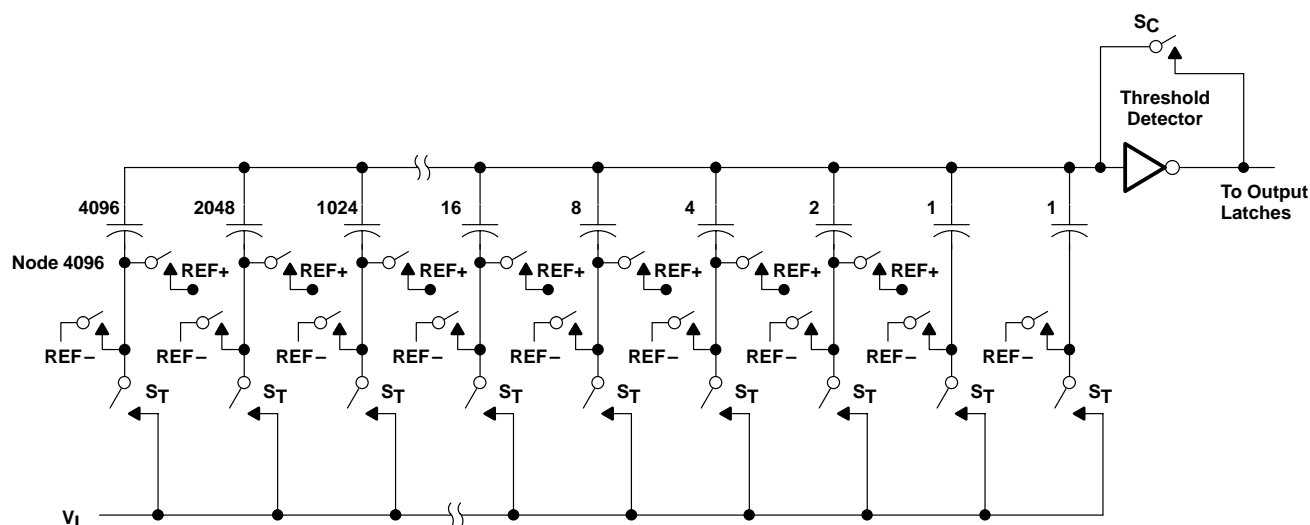 SC
Threshold
Detector
To Output
Latches
4096 2048 1024 16 8 4 2 1 1
Node 4096 REF+ REF+ REF+ REF+ REF+ REF+ REF+
REF− REF− REF− REF− REF− REF− REF− REF− REF−
ST ST ST ST ST ST ST ST ST
VI